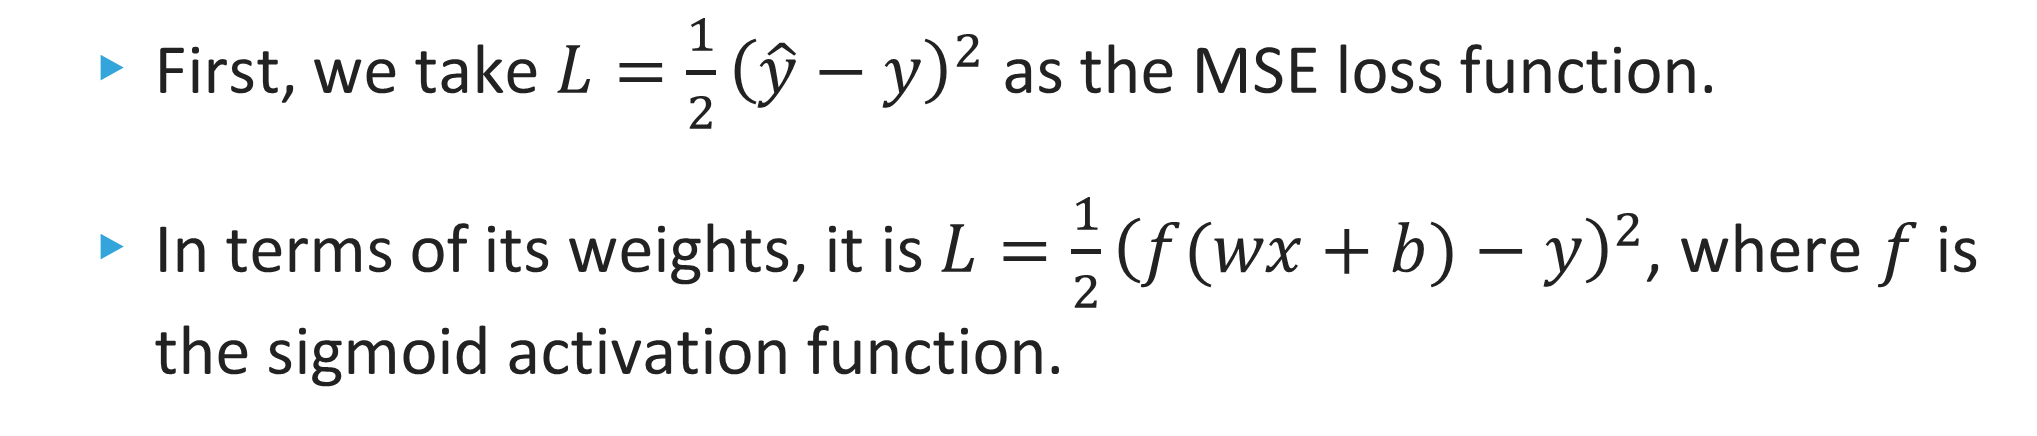 ▸ First, we take L = 1/2 (ŷ − y)² as the MSE loss function.
▸ In terms of its weights, it is L = 1/2 (f(wx + b) − y)², where f is
the sigmoid activation function.